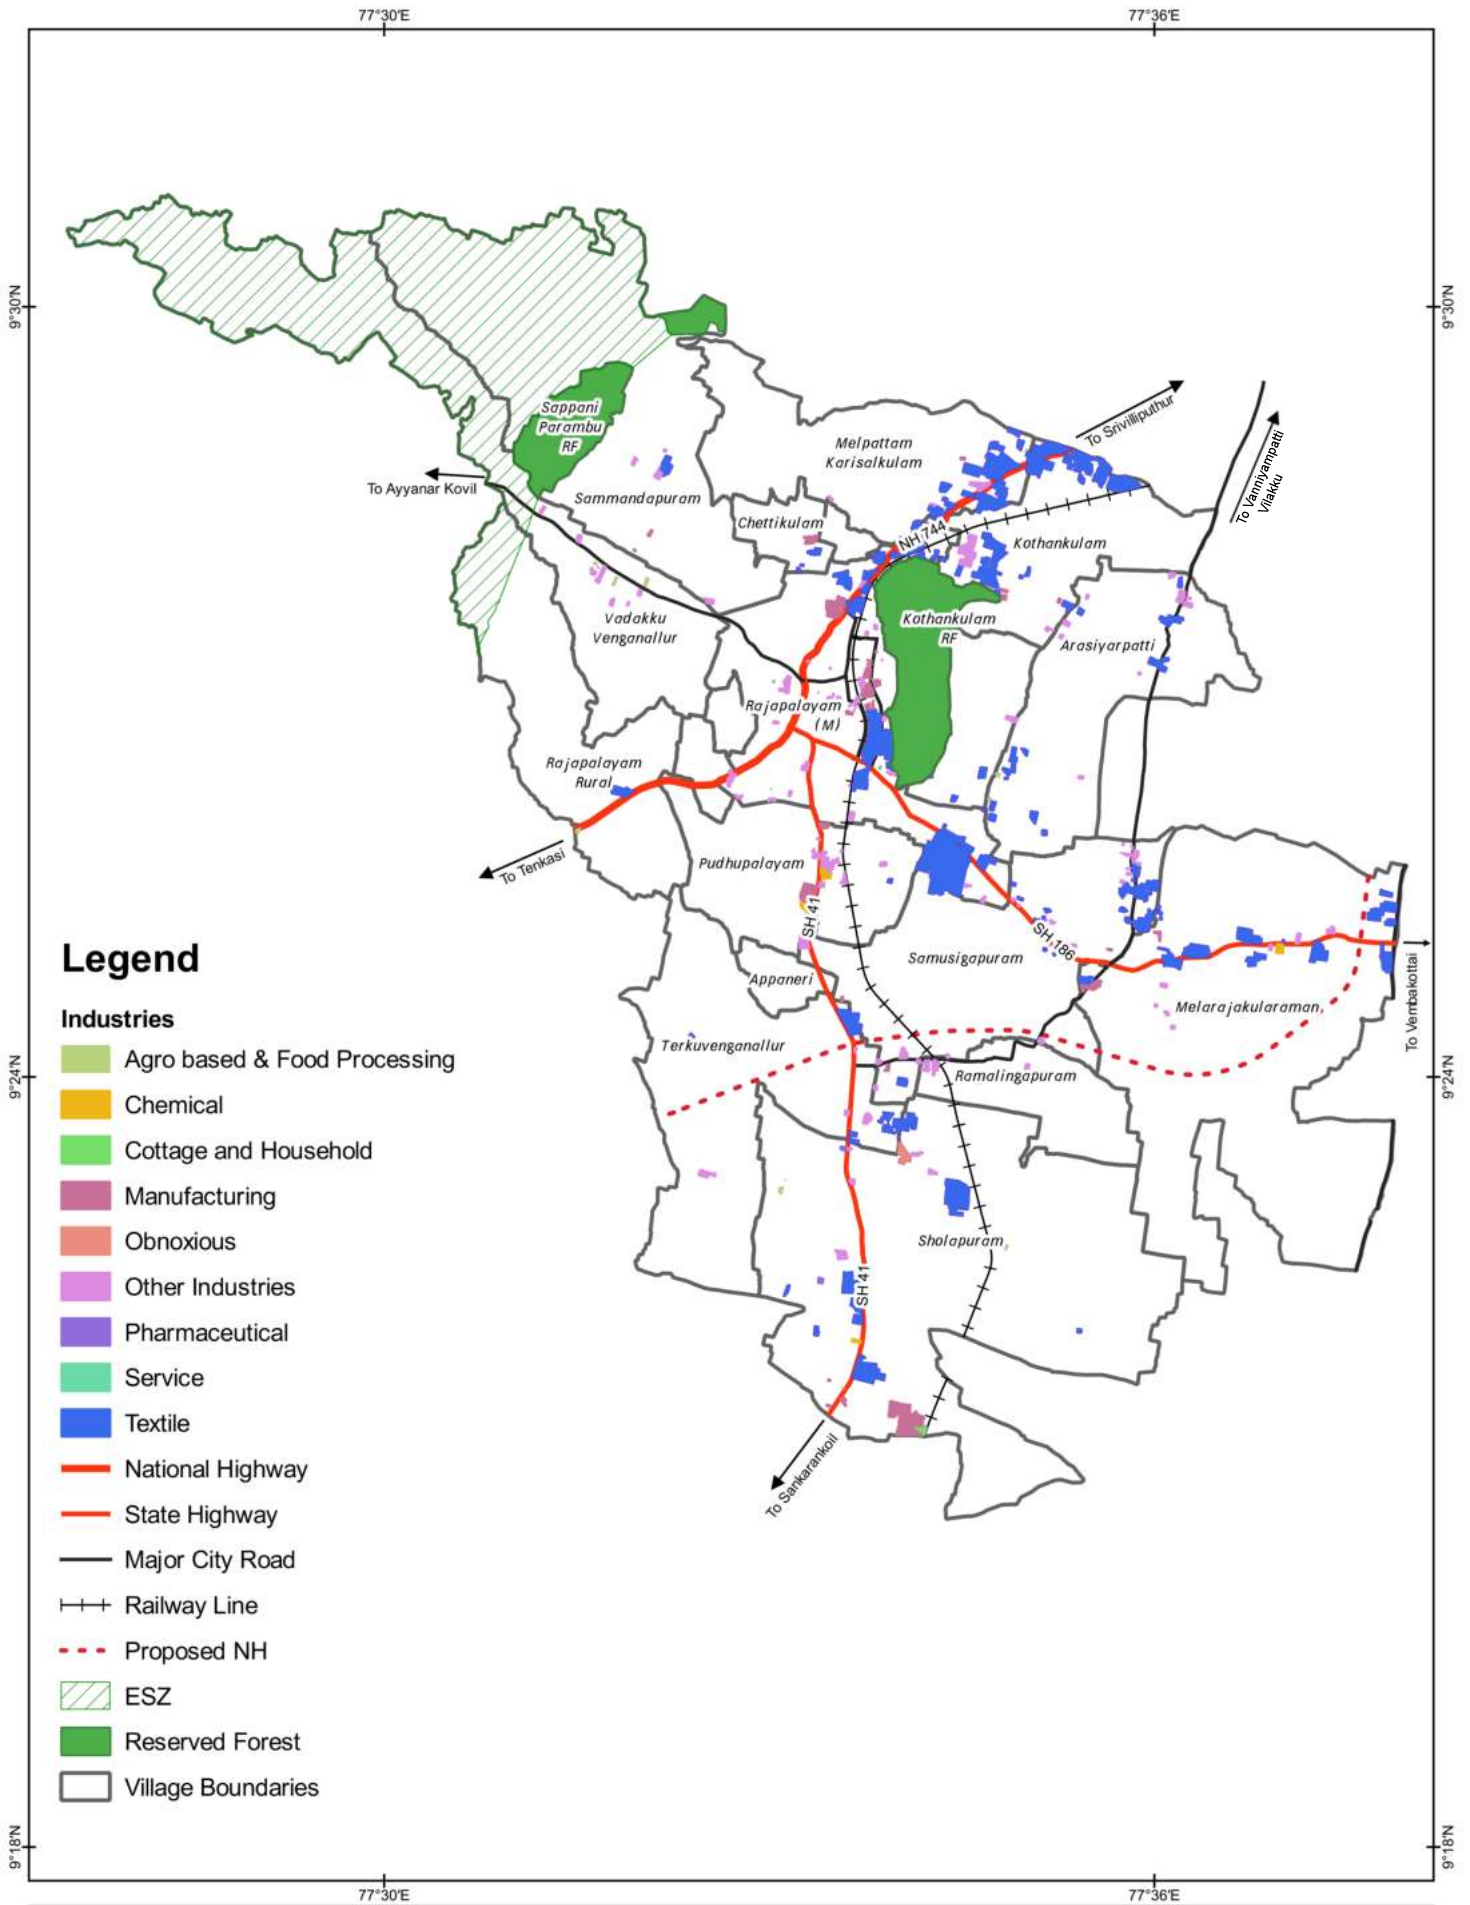 77°30'E
77°36'E
9°30'N
9°30'N
Sappani
Parambu
RF
To Ayyanar Kovil
Sammandapuram
Melpattam
Karisalkulam
To Srivilliputhur
To Vanniyampatti
Vilakku
Chettikulam
NH 744
Kothankulam
Vadakku
Venganallur
Kothankulam
RF
Arasiyarpatti
Rajapalayam
(M)
Rajapalayam
Rural
To Tenkasi
Pudhupalayam
SH 41
SH 186
Samusigapuram
Appaneri
Melarajakularaman
To Vembakottai
Terkuvenganallur
Ramalingapuram
9°24'N
9°24'N
Sholapuram
SH 41
To Sankarankoil
Legend
Industries
Agro based & Food Processing
Chemical
Cottage and Household
Manufacturing
Obnoxious
Other Industries
Pharmaceutical
Service
Textile
National Highway
State Highway
Major City Road
Railway Line
Proposed NH
ESZ
Reserved Forest
Village Boundaries
9°18'N
9°18'N
77°30'E
77°36'E